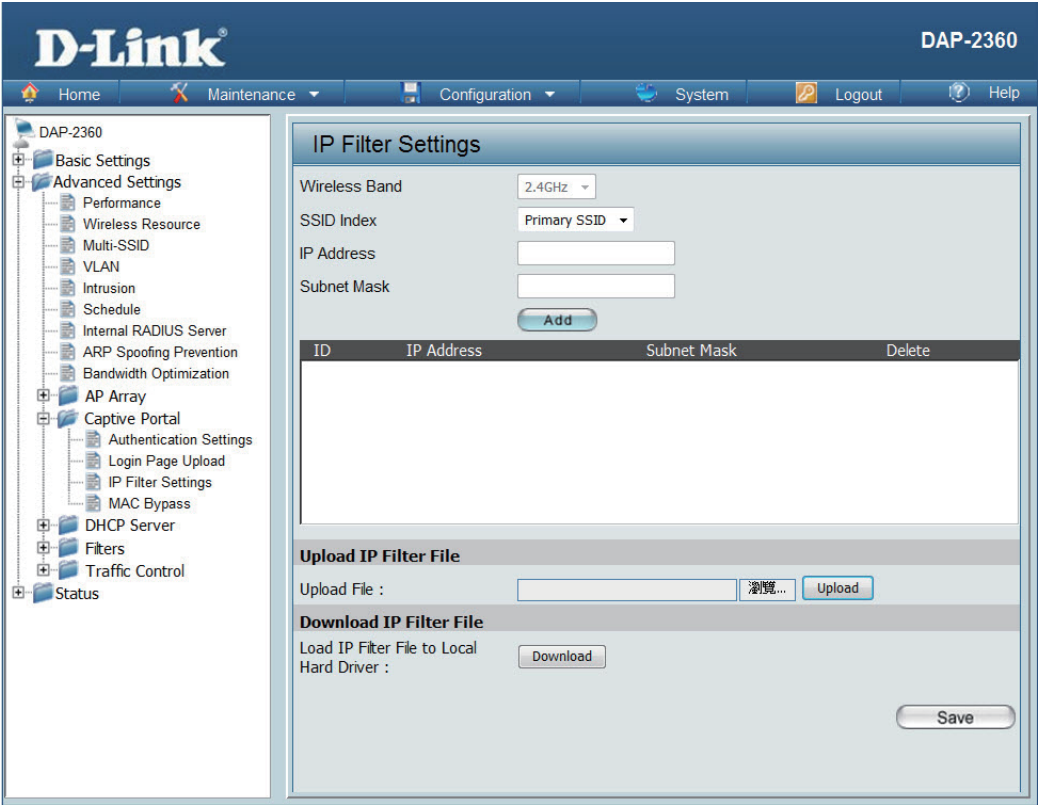 D-Link®
DAP-2360
Home Maintenance Configuration System Logout Help
DAP-2360
Basic Settings
Advanced Settings
Performance
Wireless Resource
Multi-SSID
VLAN
Intrusion
Schedule
Internal RADIUS Server
ARP Spoofing Prevention
Bandwidth Optimization
AP Array
Captive Portal
Authentication Settings
Login Page Upload
IP Filter Settings
MAC Bypass
DHCP Server
Filters
Traffic Control
Status
IP Filter Settings
Wireless Band 2.4GHz
SSID Index Primary SSID
IP Address
Subnet Mask
Add
ID IP Address Subnet Mask Delete
Upload IP Filter File
Upload File : 瀏覽... Upload
Download IP Filter File
Load IP Filter File to Local
Hard Driver : Download
Save